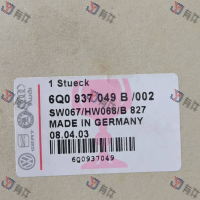 1 Stueck
6Q0 937 049 B /002
SW067/HW068/B 827
MADE IN GERMANY
08.04.03
6Q0937049